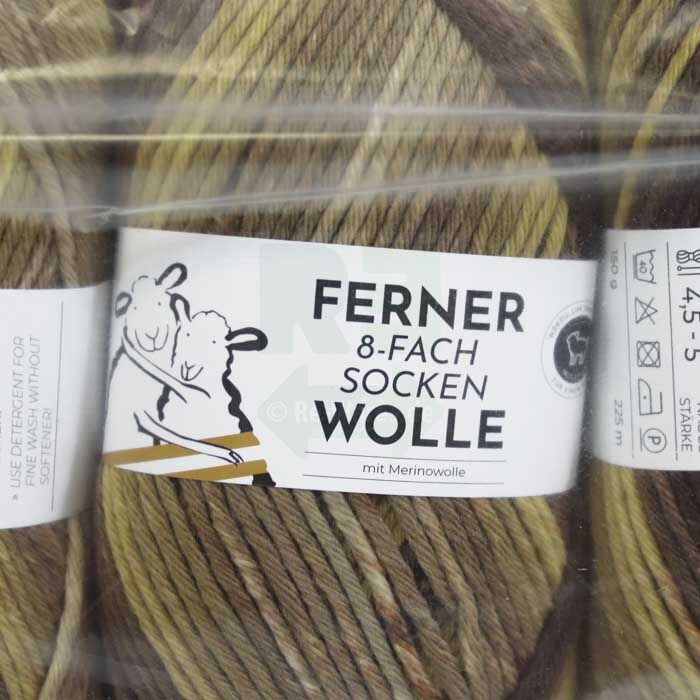 » USE DETERGENT FOR
FINE WASH WITHOUT
SOFTENER!
FERNER
8-FACH
SOCKEN
WOLLE
mit Merinowolle
150 g
225 m
40
P
4,5 - 5
STÄRKE